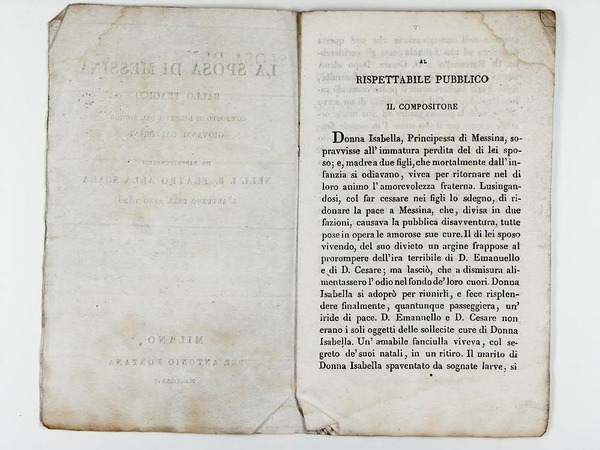 AL
RISPETTABILE PUBBLICO
IL COMPOSITORE
Donna Isabella, Principessa di Messina, so-
pravvisse all'immatura perdita del di lei spo-
so; e, madre a due figli, che mortalmente dall'in-
fanzia si odiavano, vivea per ritornare nel di
loro animo l'amorevolezza fraterna. Lusingan-
dosi, col far cessare nei figli lo sdegno, di ri-
donare la pace a Messina, che, divisa in due
fazioni, causava la pubblica disavventura, tutte
pose in opera le amorose sue cure. Il di lei sposo
vivendo, del suo divieto un argine frappose al
prorompere dell'ira terribile di D. Emanuello
e di D. Cesare; ma lasciò, che a dismisura ali-
mentassero l'odio nel fondo de' loro cuori. Donna
Isabella si adoprò per riunirli, e fece risplen-
dere finalmente, quantunque passeggiera, un'
iride di pace. D. Emanuello e D. Cesare non
erano i soli oggetti delle sollecite cure di Donna
Isabella. Un' amabile fanciulla viveva, col se-
greto de' suoi natali, in un ritiro. Il marito di
Donna Isabella spaventato da sognate larve, si
LA SPOSA DI MESSINA
BALLO TRAGICO
COMPOSTO
GIOVANNI
NELL' I. R. TEATRO ALLA SCALA
MILANO,
PER ANTONIO FONTANA